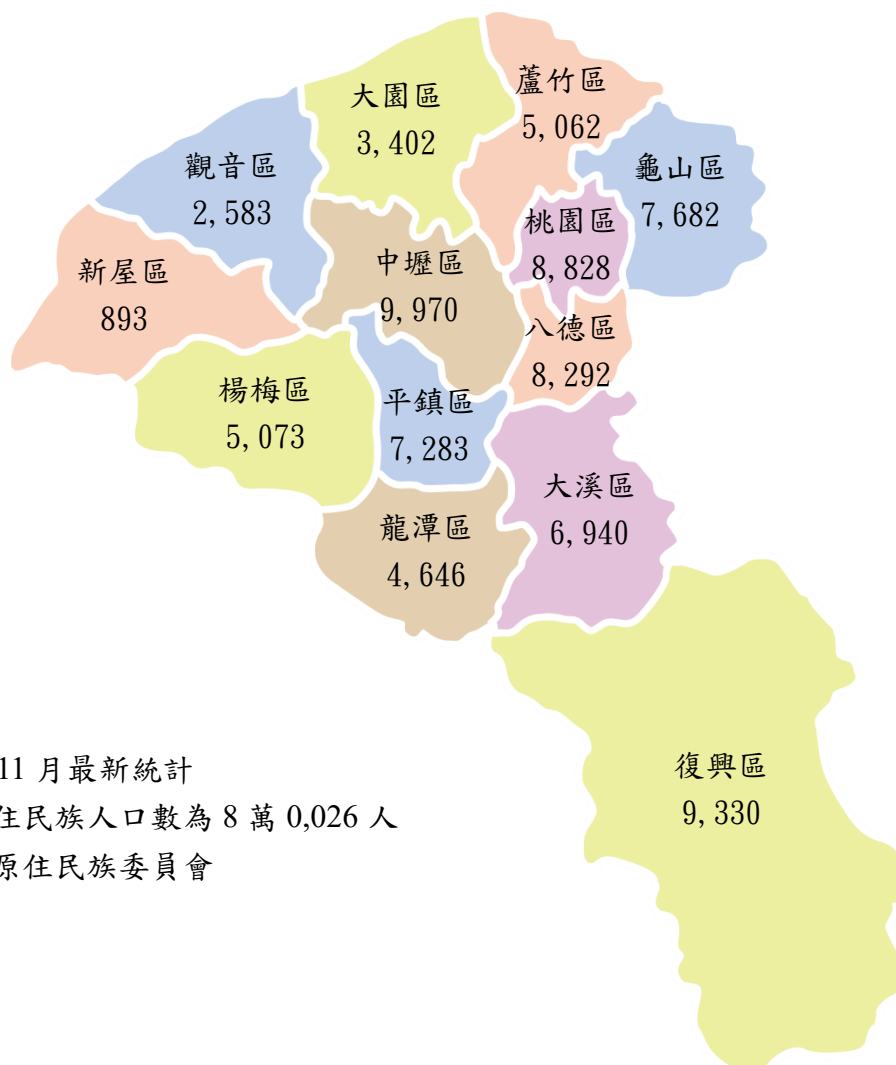 蘆竹區
5,062
大園區
3,402
龜山區
7,682
觀音區
2,583
桃園區
8,828
中壢區
9,970
新屋區
893
八德區
8,292
楊梅區
5,073
平鎮區
7,283
大溪區
6,940
龍潭區
4,646
復興區
9,330
11 月最新統計
住民族人口數為 8 萬 0,026 人
原住民族委員會